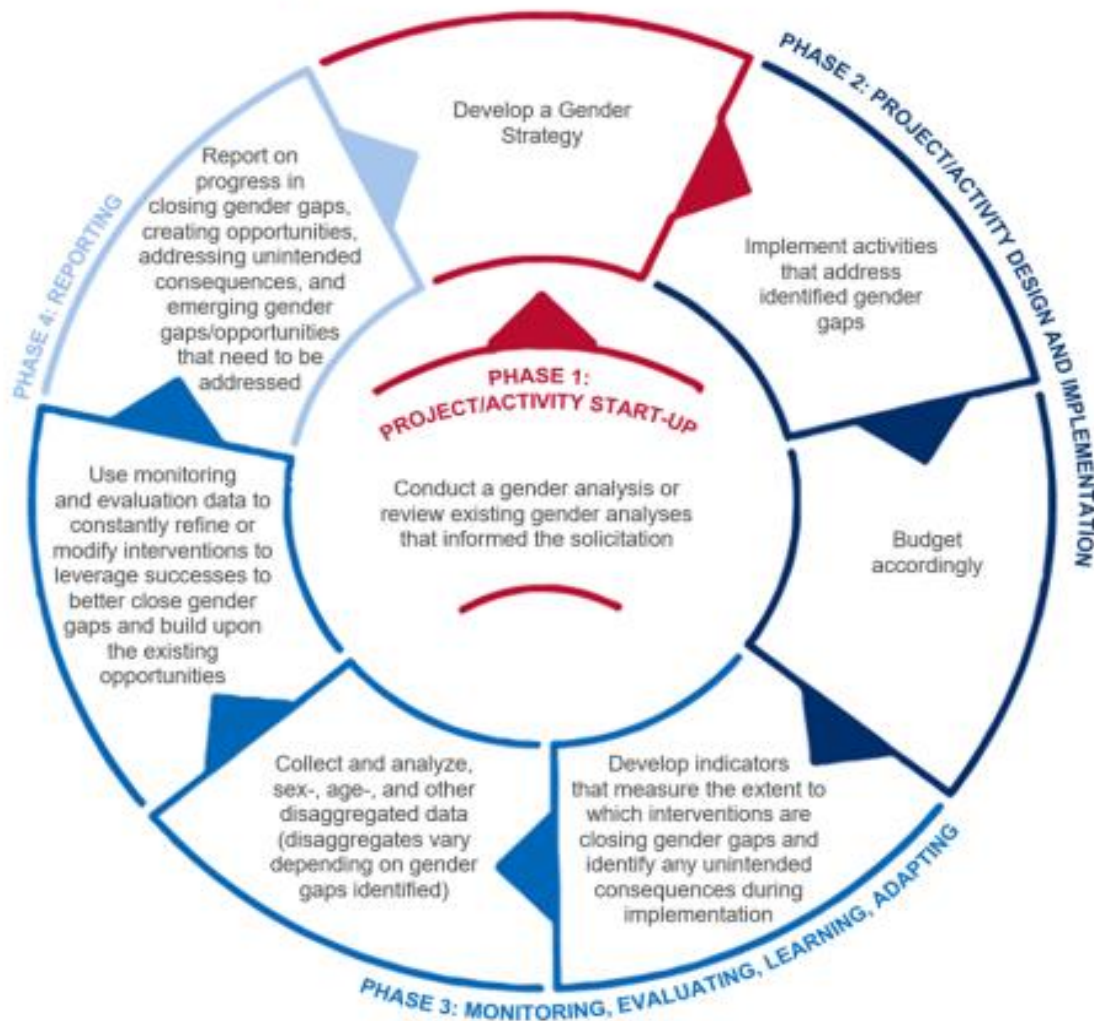 PHASE 1:
PROJECT/ACTIVITY START-UP
Conduct a gender analysis or
review existing gender analyses
that informed the solicitation
Develop a Gender
Strategy
PHASE 2: PROJECT/ACTIVITY DESIGN AND IMPLEMENTATION
Implement activities
that address
identified gender
gaps
Budget
accordingly
PHASE 3: MONITORING, EVALUATING, LEARNING, ADAPTING
Develop indicators
that measure the extent to
which interventions are
closing gender gaps and
identify any unintended
consequences during
implementation
Collect and analyze,
sex-, age-, and other
disaggregated data
(disaggregates vary
depending on gender
gaps identified)
Use monitoring
and evaluation data to
constantly refine or
modify interventions to
leverage successes to
better close gender
gaps and build upon
the existing
opportunities
PHASE 4: REPORTING
Report on
progress in
closing gender gaps,
creating opportunities,
addressing unintended
consequences, and
emerging gender
gaps/opportunities
that need to be
addressed